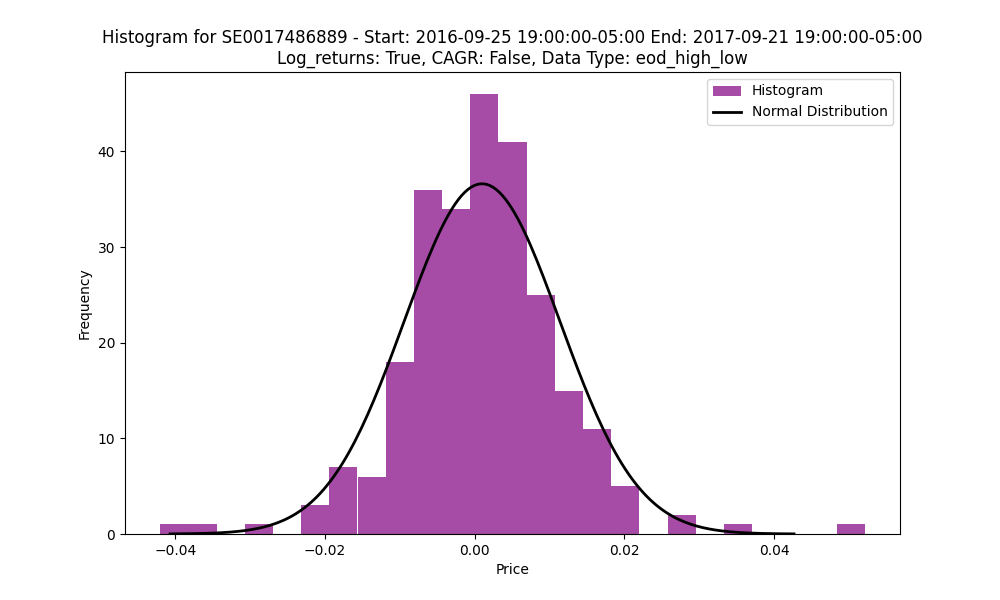 Histogram for SE0017486889 - Start: 2016-09-25 19:00:00-05:00 End: 2017-09-21 19:00:00-05:00
Log_returns: True, CAGR: False, Data Type: eod_high_low
Histogram
Normal Distribution
Frequency
40
30
20
10
0
−0.04
−0.02
0.00
0.02
0.04
Price